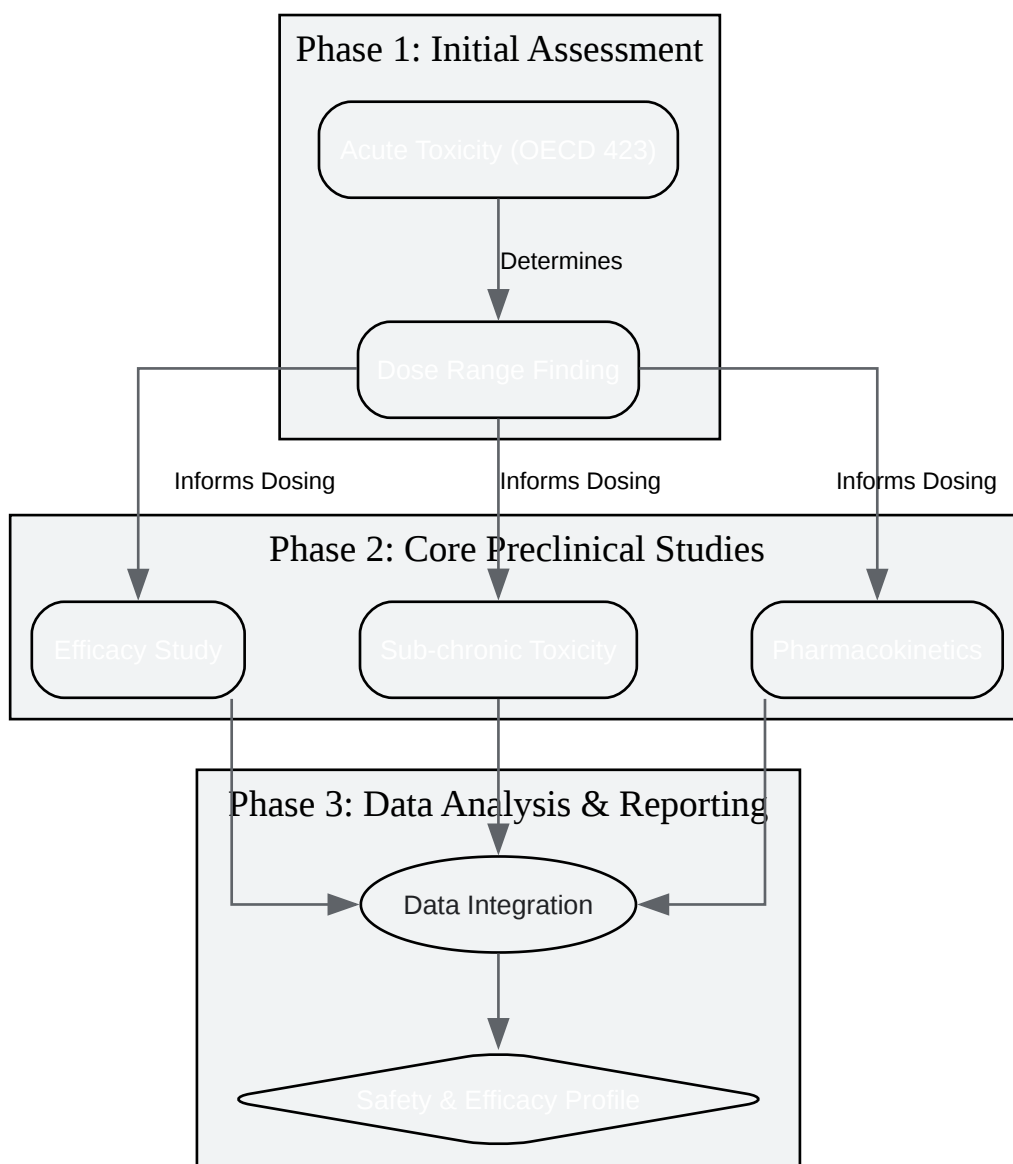 Phase 1: Initial Assessment
Acute Toxicity (OECD 423)
Determines
Dose Range Finding
Informs Dosing
Informs Dosing
Informs Dosing
Phase 2: Core Preclinical Studies
Efficacy Study
Sub-chronic Toxicity
Pharmacokinetics
Phase 3: Data Analysis & Reporting
Data Integration
Safety & Efficacy Profile